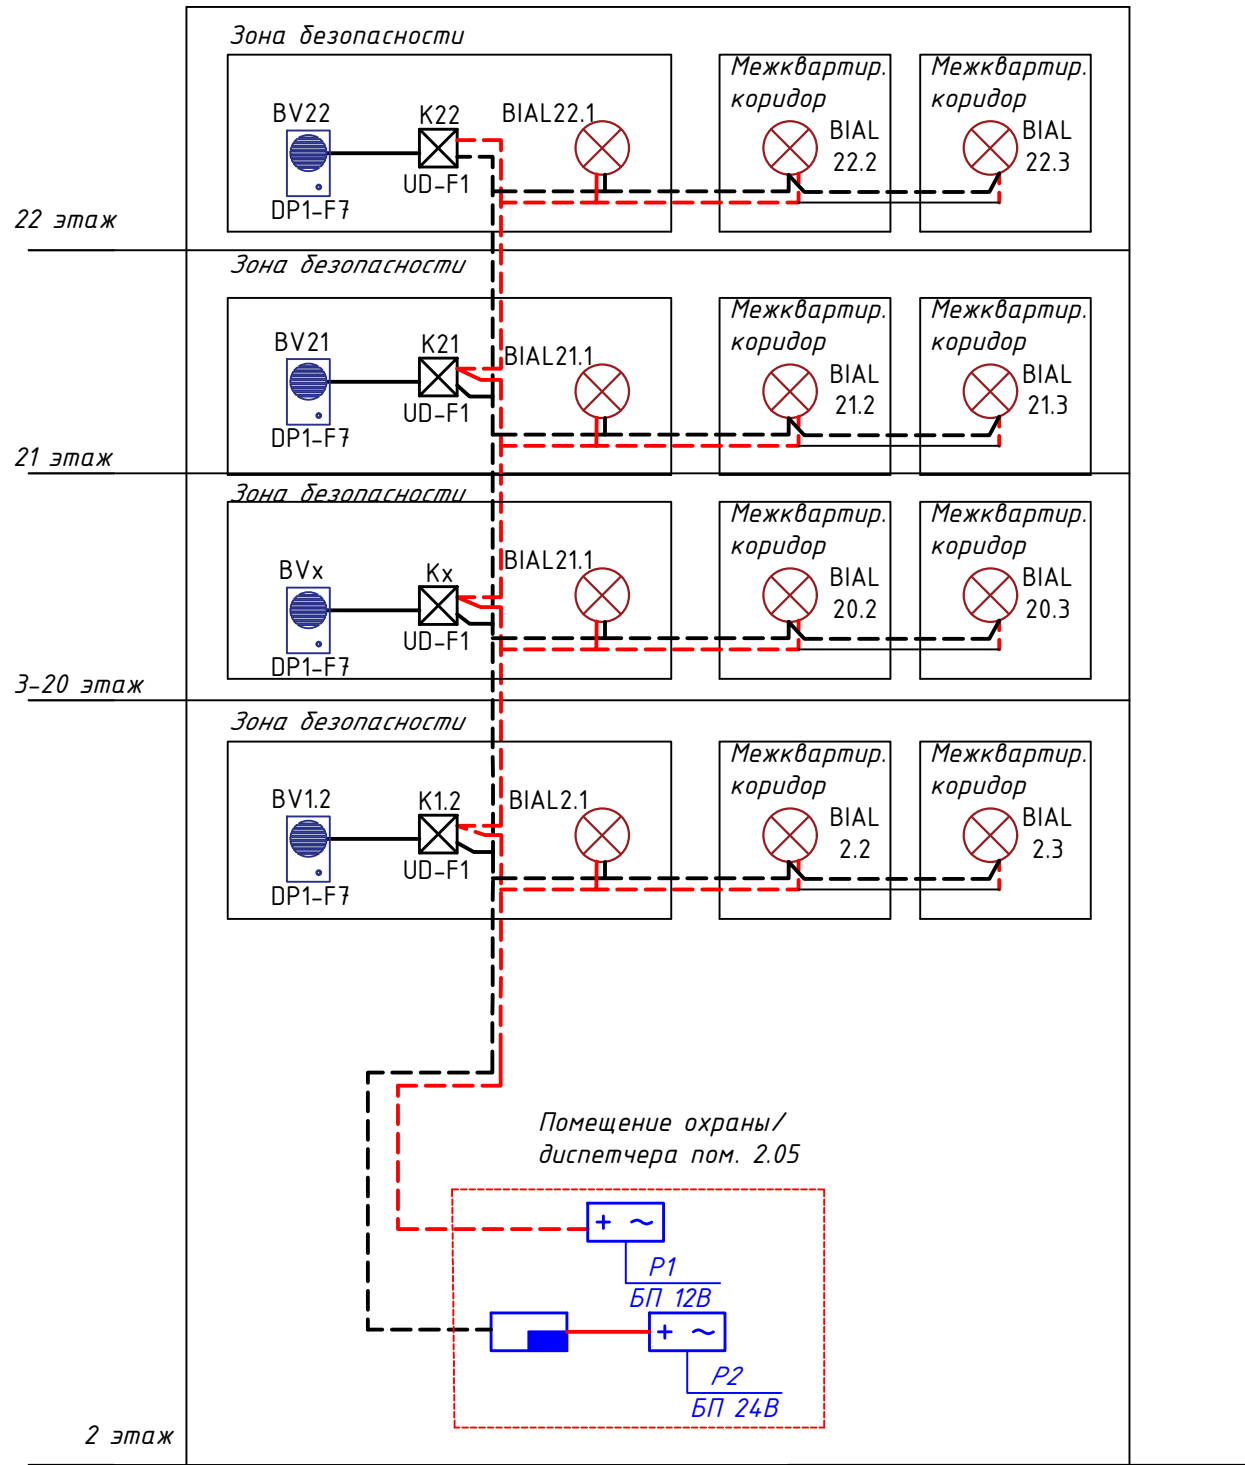 Зона безопасности
Межквартир.
коридор
Межквартир.
коридор
BV22
K22
BIAL22.1
BIAL
22.2
BIAL
22.3
UD-F1
DP1-F7
22 этаж
Зона безопасности
Межквартир.
коридор
Межквартир.
коридор
BV21
K21
BIAL21.1
BIAL
21.2
BIAL
21.3
UD-F1
DP1-F7
21 этаж
Зона безопасности
Межквартир.
коридор
Межквартир.
коридор
BVx
Kx
BIAL21.1
BIAL
20.2
BIAL
20.3
UD-F1
DP1-F7
3-20 этаж
Зона безопасности
Межквартир.
коридор
Межквартир.
коридор
BV1.2
K1.2
BIAL2.1
BIAL
2.2
BIAL
2.3
UD-F1
DP1-F7
Помещение охраны/
диспетчера пом. 2.05
+ ~
P1
БП 12В
+ ~
P2
БП 24В
2 этаж